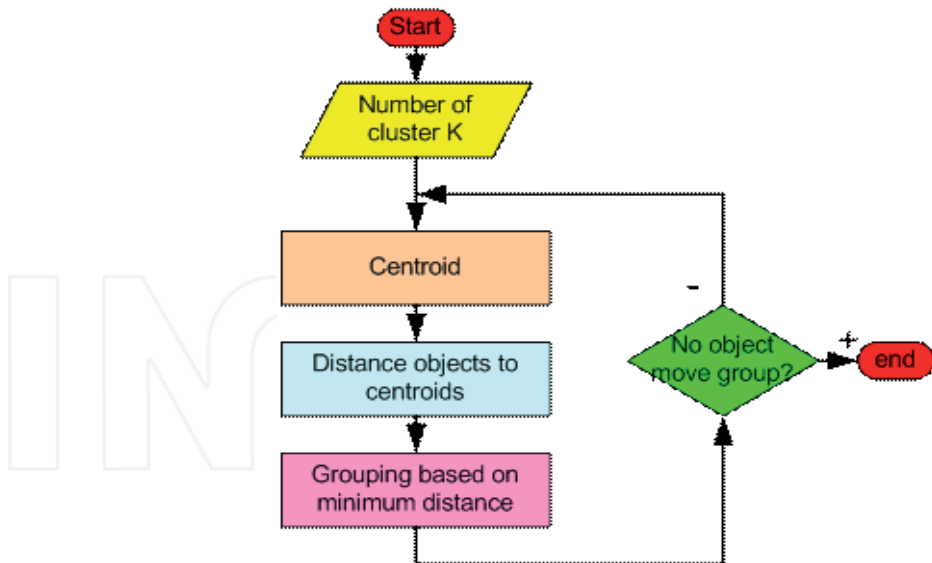 Start
Number of
cluster K
Centroid
Distance objects to
centroids
Grouping based on
minimum distance
-
No object
move group?
+
end